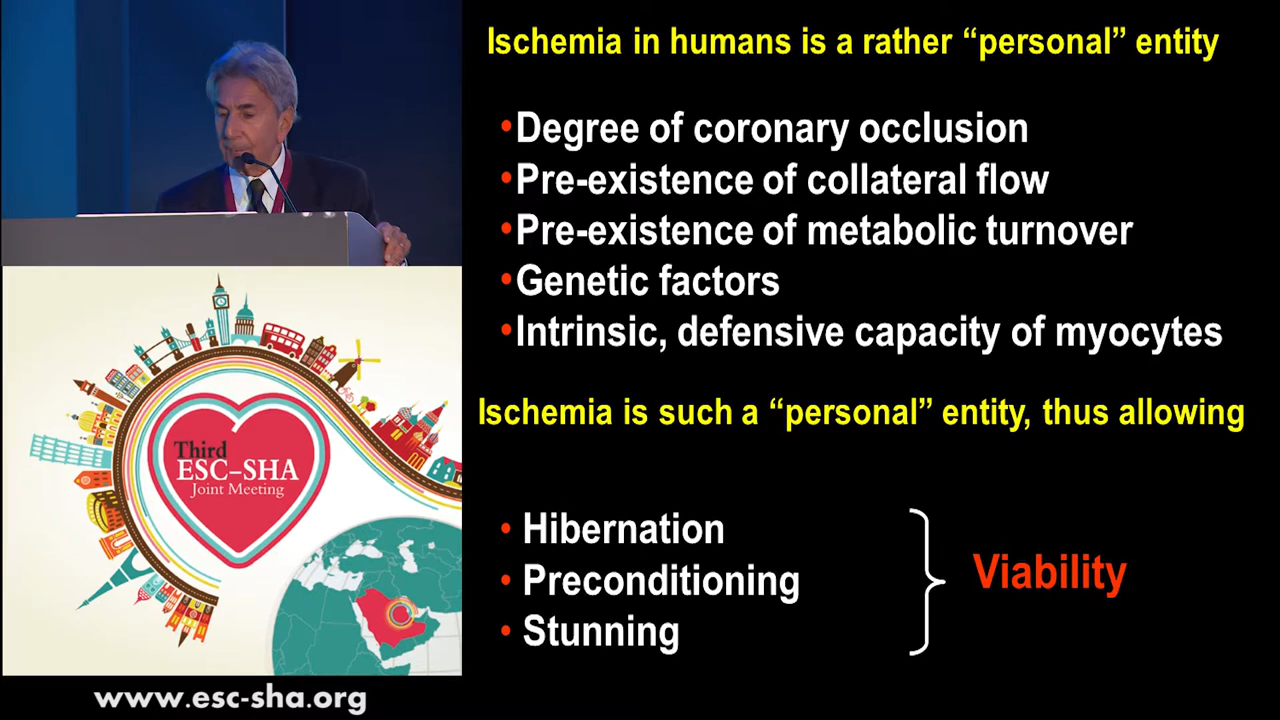 Ischemia in humans is a rather “personal” entity
•Degree of coronary occlusion
•Pre-existence of collateral flow
•Pre-existence of metabolic turnover
•Genetic factors
•Intrinsic, defensive capacity of myocytes
Ischemia is such a “personal” entity, thus allowing
• Hibernation
• Preconditioning
• Stunning
Viability
Third
ESC-SHA
Joint Meeting
www.esc-sha.org